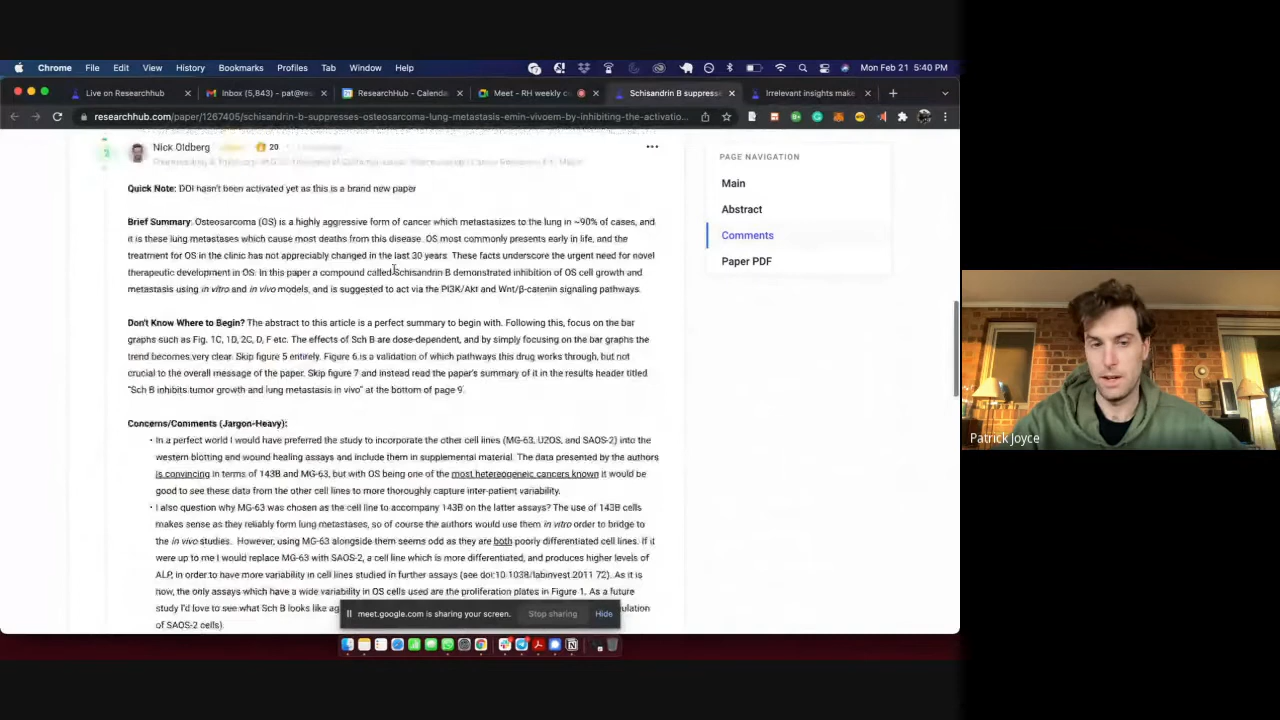 Chrome File Edit View History Bookmarks Profiles Tab Window Help Mon Feb 21 5:40 PM
Live on Researchhub Inbox (5,843) - pat@res ResearchHub - Calenda Meet - RH weekly c Schisandrin B suppress Irrelevant insights make
researchhub.com/paper/1267405/schisandrin-b-suppresses-osteosarcoma-lung-metastasis-emin-vivoem-by-inhibiting-the-activatio...
2 Nick Oldberg 20
PAGE NAVIGATION
Main
Abstract
Comments
Paper PDF
Quick Note: DOI hasn't been activated yet as this is a brand new paper
Brief Summary: Osteosarcoma (OS) is a highly aggressive form of cancer which metastasizes to the lung in ~90% of cases, and
it is these lung metastases which cause most deaths from this disease. OS most commonly presents early in life, and the
treatment for OS in the clinic has not appreciably changed in the last 30 years. These facts underscore the urgent need for novel
therapeutic development in OS. In this paper a compound called Schisandrin B demonstrated inhibition of OS cell growth and
metastasis using in vitro and in vivo models, and is suggested to act via the PI3K/Akt and Wnt/β-catenin signaling pathways.
Don't Know Where to Begin? The abstract to this article is a perfect summary to begin with. Following this, focus on the bar
graphs such as Fig. 1C, 1D, 2C, D, F etc. The effects of Sch B are dose-dependent, and by simply focusing on the bar graphs the
trend becomes very clear. Skip figure 5 entirely. Figure 6 is a validation of which pathways this drug works through, but not
crucial to the overall message of the paper. Skip figure 7 and instead read the paper's summary of it in the results header titled
"Sch B inhibits tumor growth and lung metastasis in vivo" at the bottom of page 9.
Concerns/Comments (Jargon-Heavy):
• In a perfect world I would have preferred the study to incorporate the other cell lines (MG-63, U2OS, and SAOS-2) into the
western blotting and wound healing assays and include them in supplemental material. The data presented by the authors
is convincing in terms of 143B and MG-63, but with OS being one of the most hetereogeneic cancers known it would be
good to see these data from the other cell lines to more thoroughly capture inter-patient variability.
• I also question why MG-63 was chosen as the cell line to accompany 143B on the latter assays? The use of 143B cells
makes sense as they reliably form lung metastases, so of course the authors would use them in vitro order to bridge to
the in vivo studies. However, using MG-63 alongside them seems odd as they are both poorly differentiated cell lines. If it
were up to me I would replace MG-63 with SAOS-2, a cell line which is more differentiated, and produces higher levels of
ALP, in order to have more variability in cell lines studied in further assays (see doi:10.1038/labinvest.2011.72). As it is
now, the only assays which have a wide variability in OS cells used are the proliferation plates in Figure 1. As a future
study I'd love to see what Sch B looks like
of SAOS-2 cells).
meet.google.com is sharing your screen. Stop sharing Hide
Patrick Joyce